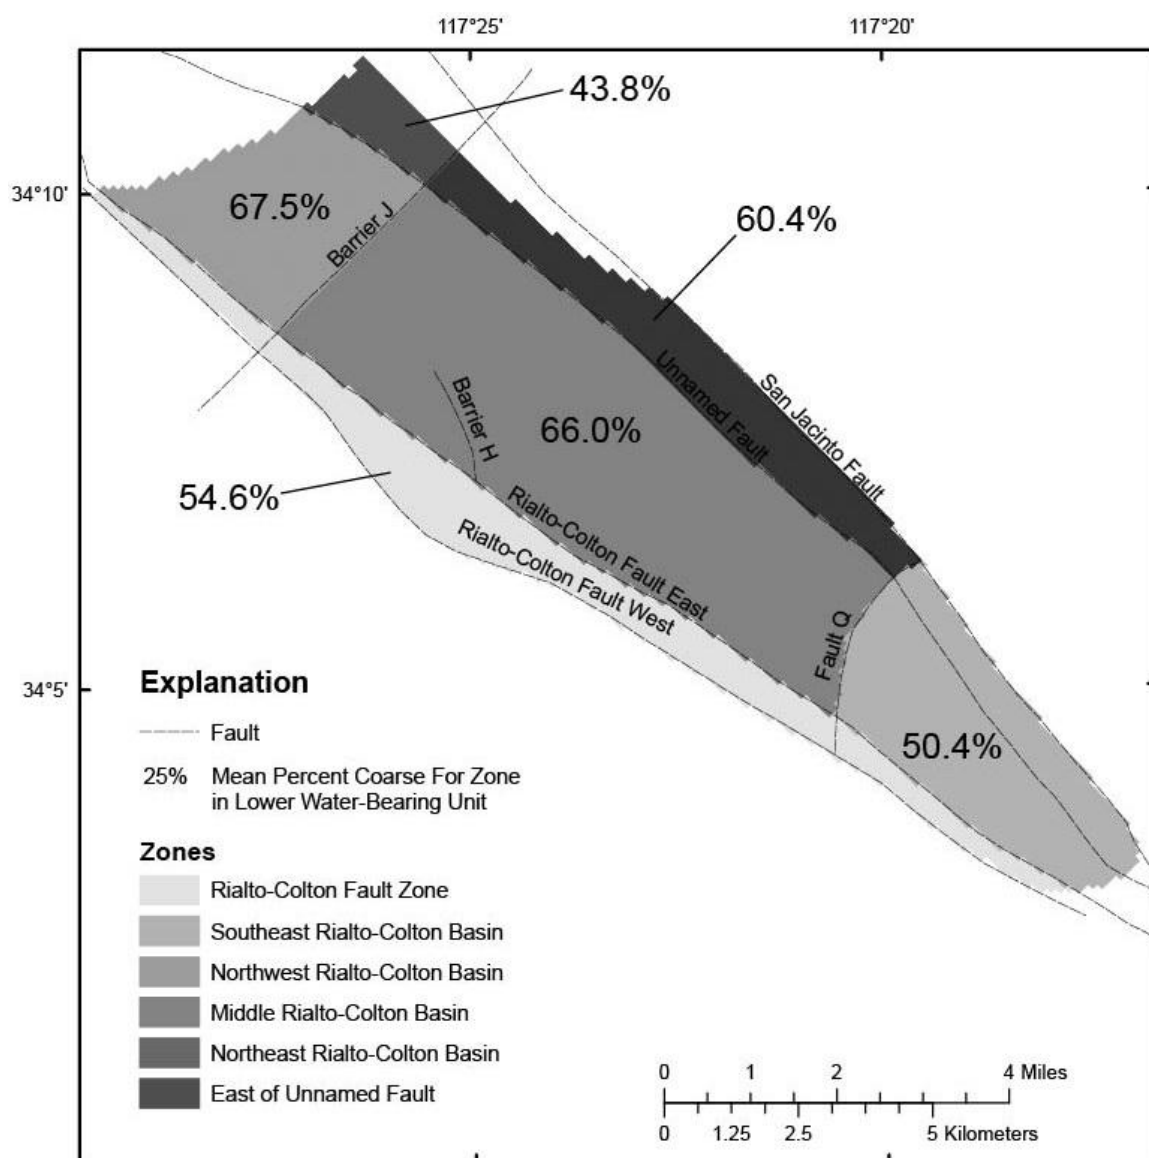 117°25'
117°20'
43.8%
34°10'
67.5%
Barrier J
60.4%
Unnamed Fault
San Jacinto Fault
Barrier H
66.0%
54.6%
Rialto-Colton Fault East
Rialto-Colton Fault West
Fault Q
34°5'
50.4%
Explanation
Fault
25% Mean Percent Coarse For Zone
in Lower Water-Bearing Unit
Zones
Rialto-Colton Fault Zone
Southeast Rialto-Colton Basin
Northwest Rialto-Colton Basin
Middle Rialto-Colton Basin
Northeast Rialto-Colton Basin
East of Unnamed Fault
0 1 2 4 Miles
0 1.25 2.5 5 Kilometers